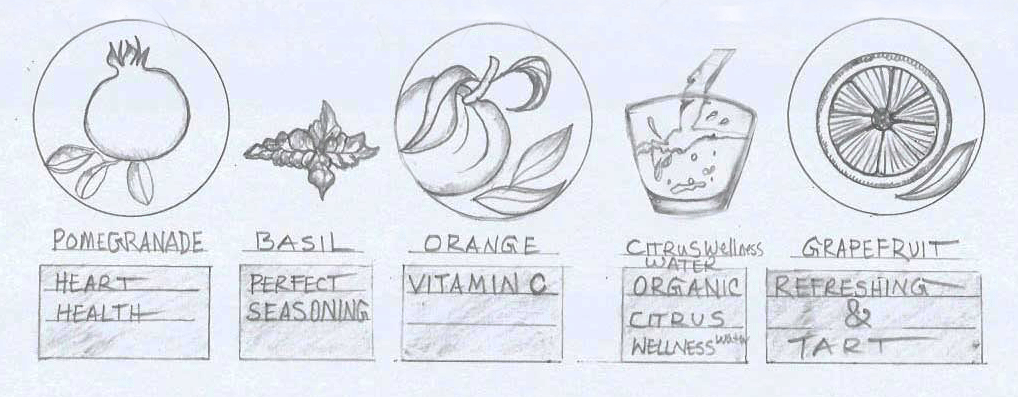 POMEGRANADE
HEART
HEALTH
BASIL
PERFECT
SEASONING
ORANGE
VITAMIN C
CITRUS Wellness
WATER
ORGANIC
CITRUS
WELLNESS Water
GRAPEFRUIT
REFRESHING
&
TART